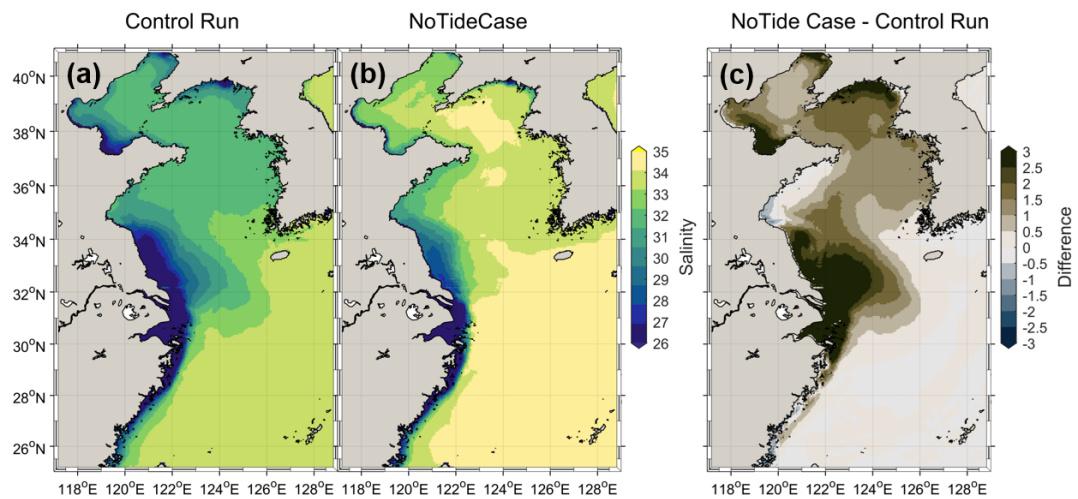 Control Run
NoTideCase
NoTide Case - Control Run
(a)
(b)
(c)
40°N
38°N
36°N
34°N
32°N
30°N
28°N
26°N
118°E 120°E 122°E 124°E 126°E 128°E
118°E 120°E 122°E 124°E 126°E 128°E
118°E 120°E 122°E 124°E 126°E 128°E
35
34
33
32
31
30
29
28
27
26
Salinity
3
2.5
2
1.5
1
0.5
0
-0.5
-1
-1.5
-2
-2.5
-3
Difference